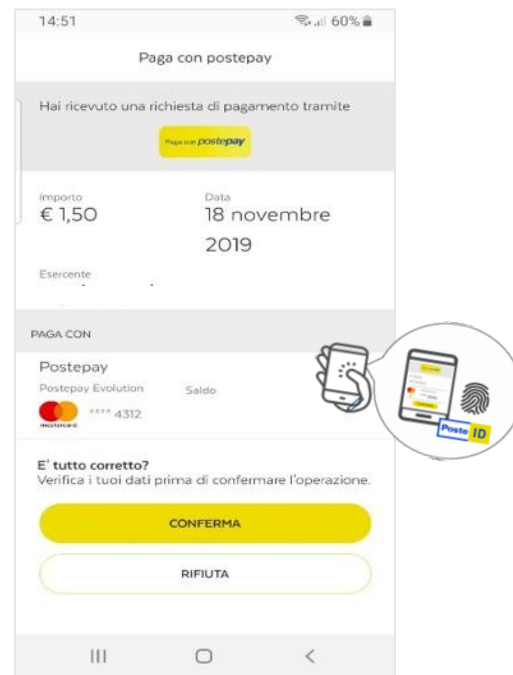 14:51 60%
Paga con postepay
Hai ricevuto una richiesta di pagamento tramite
Paga con postepay
Importo Data
€ 1,50 18 novembre
2019
Esercente
PAGA CON
Postepay
Postepay Evolution Saldo
mastercard **** 4312
Poste ID
E' tutto corretto?
Verifica i tuoi dati prima di confermare l'operazione.
CONFERMA
RIFIUTA